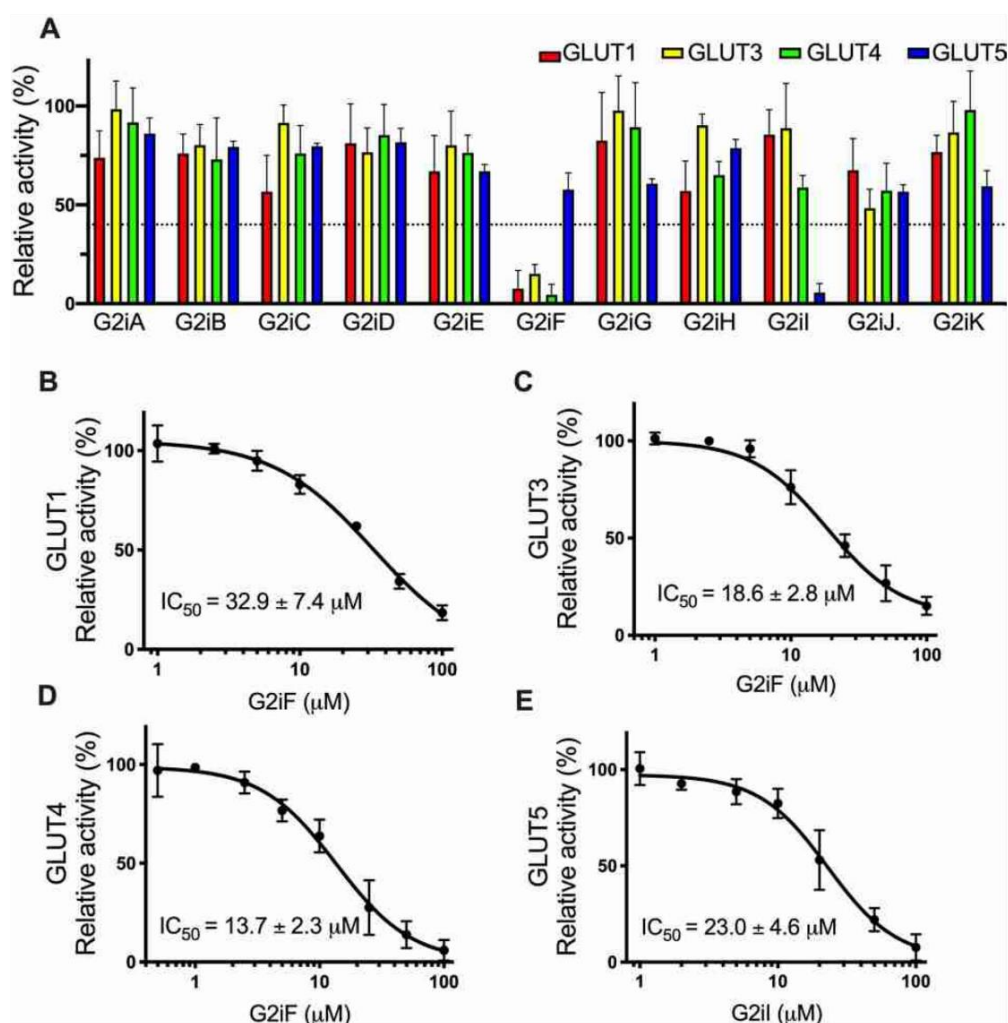 A
GLUT1 GLUT3 GLUT4 GLUT5
Relative activity (%)
100
50
0
G2iA G2iB G2iC G2iD G2iE G2iF G2iG G2iH G2iI G2iJ. G2iK
B
GLUT1
Relative activity (%)
100
50
0
IC50 = 32.9 ± 7.4 μM
1 10 100
G2iF (μM)
C
GLUT3
Relative activity (%)
100
50
0
IC50 = 18.6 ± 2.8 μM
1 10 100
G2iF (μM)
D
GLUT4
Relative activity (%)
100
50
0
IC50 = 13.7 ± 2.3 μM
1 10 100
G2iF (μM)
E
GLUT5
Relative activity (%)
100
50
0
IC50 = 23.0 ± 4.6 μM
1 10 100
G2iI (μM)